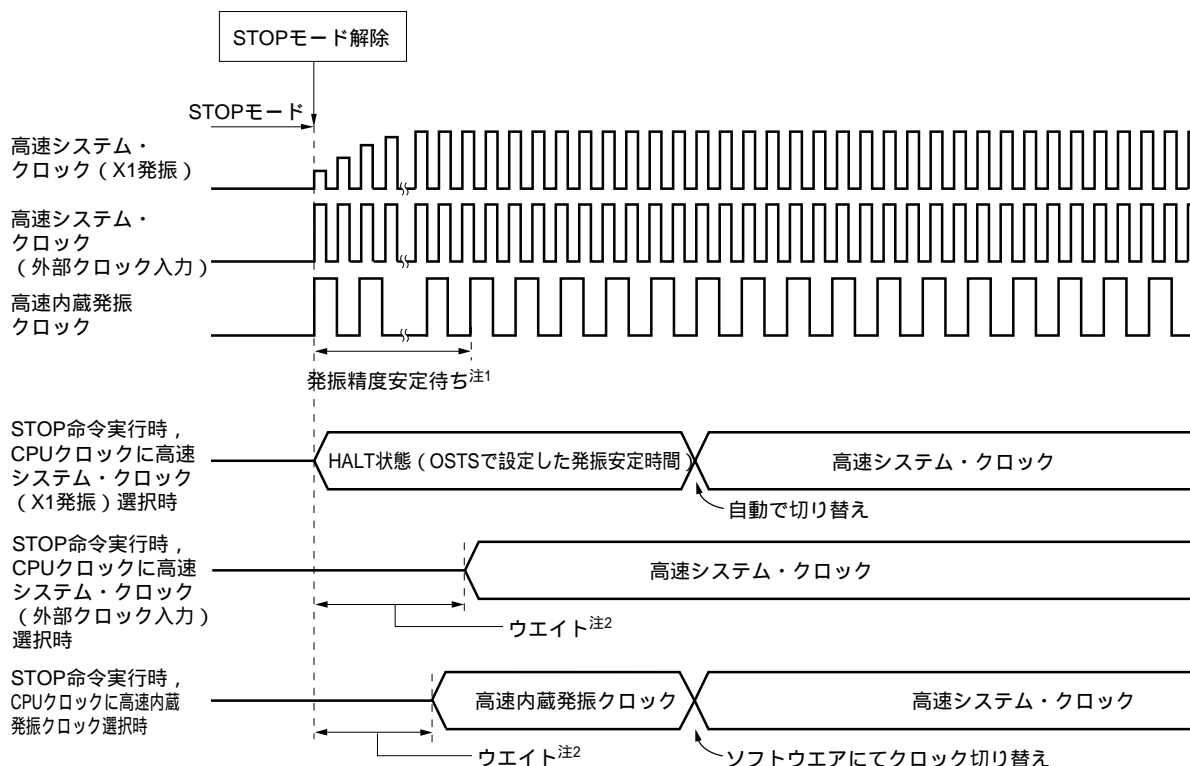 STOPモード解除
STOPモード
高速システム・
クロック（X1発振）
高速システム・
クロック
（外部クロック入力）
高速内蔵発振
クロック
発振精度安定待ち注1
STOP命令実行時，
CPUクロックに高速
システム・クロック
（X1発振）選択時
HALT状態（OSTSで設定した発振安定時間）
高速システム・クロック
自動で切り替え
STOP命令実行時，
CPUクロックに高速
システム・クロック
（外部クロック入力）
選択時
高速システム・クロック
ウエイト注2
STOP命令実行時，
CPUクロックに高速内蔵
発振クロック選択時
高速内蔵発振クロック
高速システム・クロック
ウエイト注2
ソフトウエアにてクロック切り替え